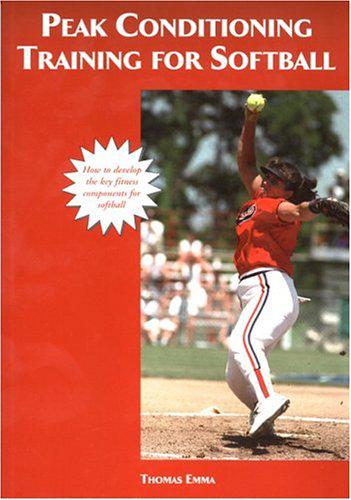 PEAK CONDITIONING
TRAINING FOR SOFTBALL
How to develop
the key fitness
components for
softball
THOMAS EMMA